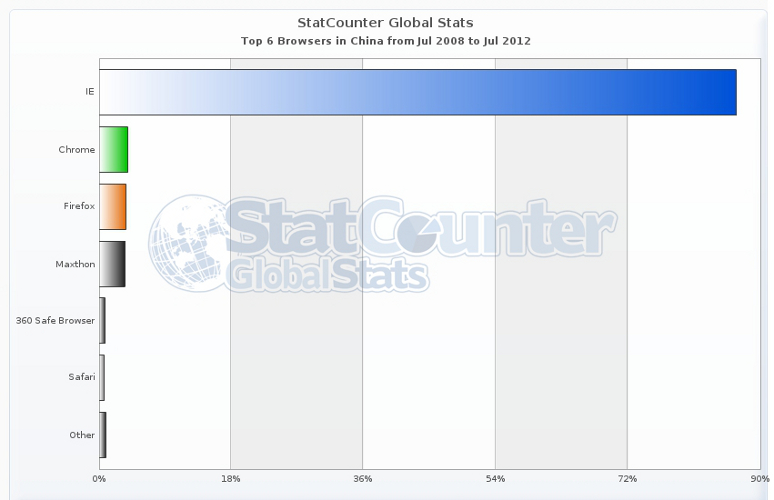 StatCounter Global Stats
Top 6 Browsers in China from Jul 2008 to Jul 2012
IE
Chrome
Firefox
Maxthon
360 Safe Browser
Safari
Other
StatCounter
GlobalStats
0% 18% 36% 54% 72% 90%